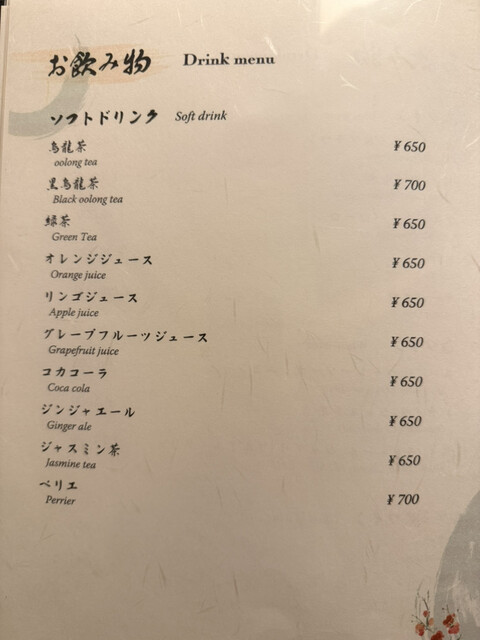 お飲み物 Drink menu
ソフトドリンク Soft drink
烏龍茶 ¥650
oolong tea
黒烏龍茶 ¥700
Black oolong tea
緑茶 ¥650
Green Tea
オレンジジュース ¥650
Orange juice
リンゴジュース ¥650
Apple juice
グレープフルーツジュース ¥650
Grapefruit juice
コカコーラ ¥650
Coca cola
ジンジャエール ¥650
Ginger ale
ジャスミン茶 ¥650
Jasmine tea
ペリエ ¥700
Perrier